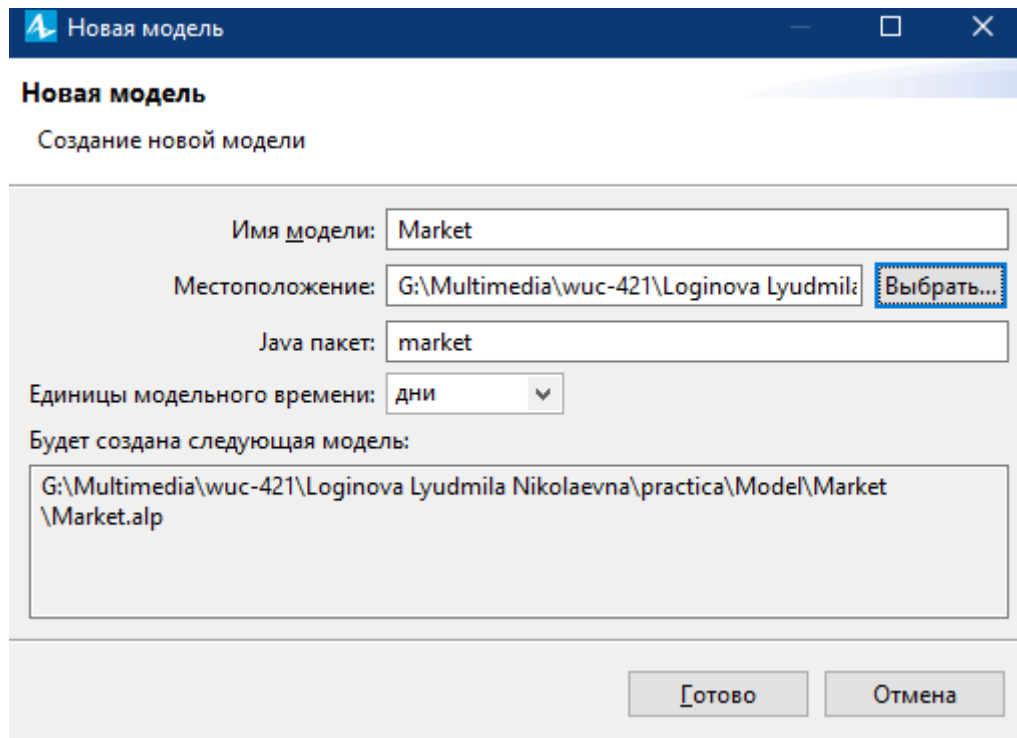 Новая модель
Новая модель
Создание новой модели
Имя модели: Market
Местоположение: G:\Multimedia\wuc-421\Loginova Lyudmila Выбрать...
Java пакет: market
Единицы модельного времени: дни
Будет создана следующая модель:
G:\Multimedia\wuc-421\Loginova Lyudmila Nikolaevna\practica\Model\Market
\Market.alp
Готово Отмена